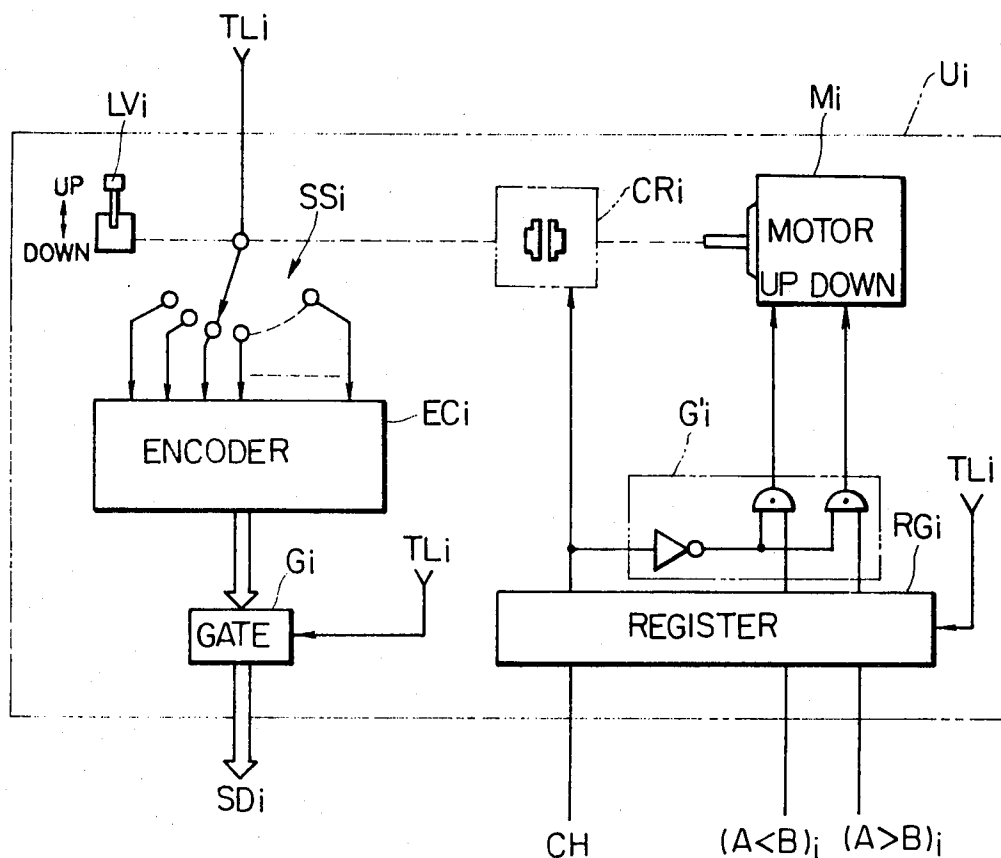 TLi
Ui
LVi
Mi
UP
SSi
CRi
DOWN
MOTOR
UP DOWN
ECi
ENCODER
G'i
TLi
TLi
RGi
Gi
GATE
REGISTER
SDi
CH
(A<B)i
(A>B)i